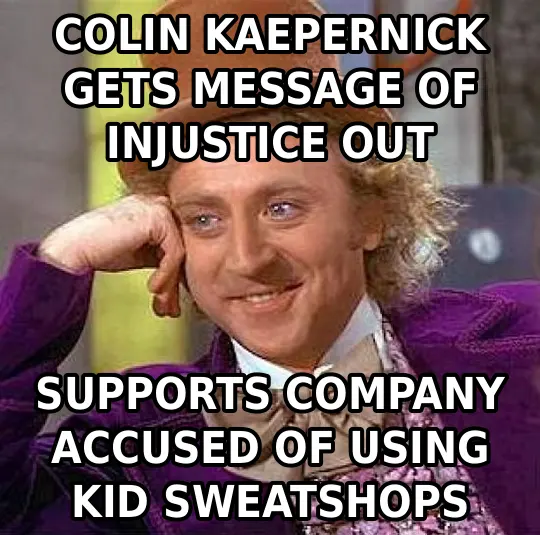 COLIN KAEPERNICK
GETS MESSAGE OF
INJUSTICE OUT
SUPPORTS COMPANY
ACCUSED OF USING
KID SWEATSHOPS